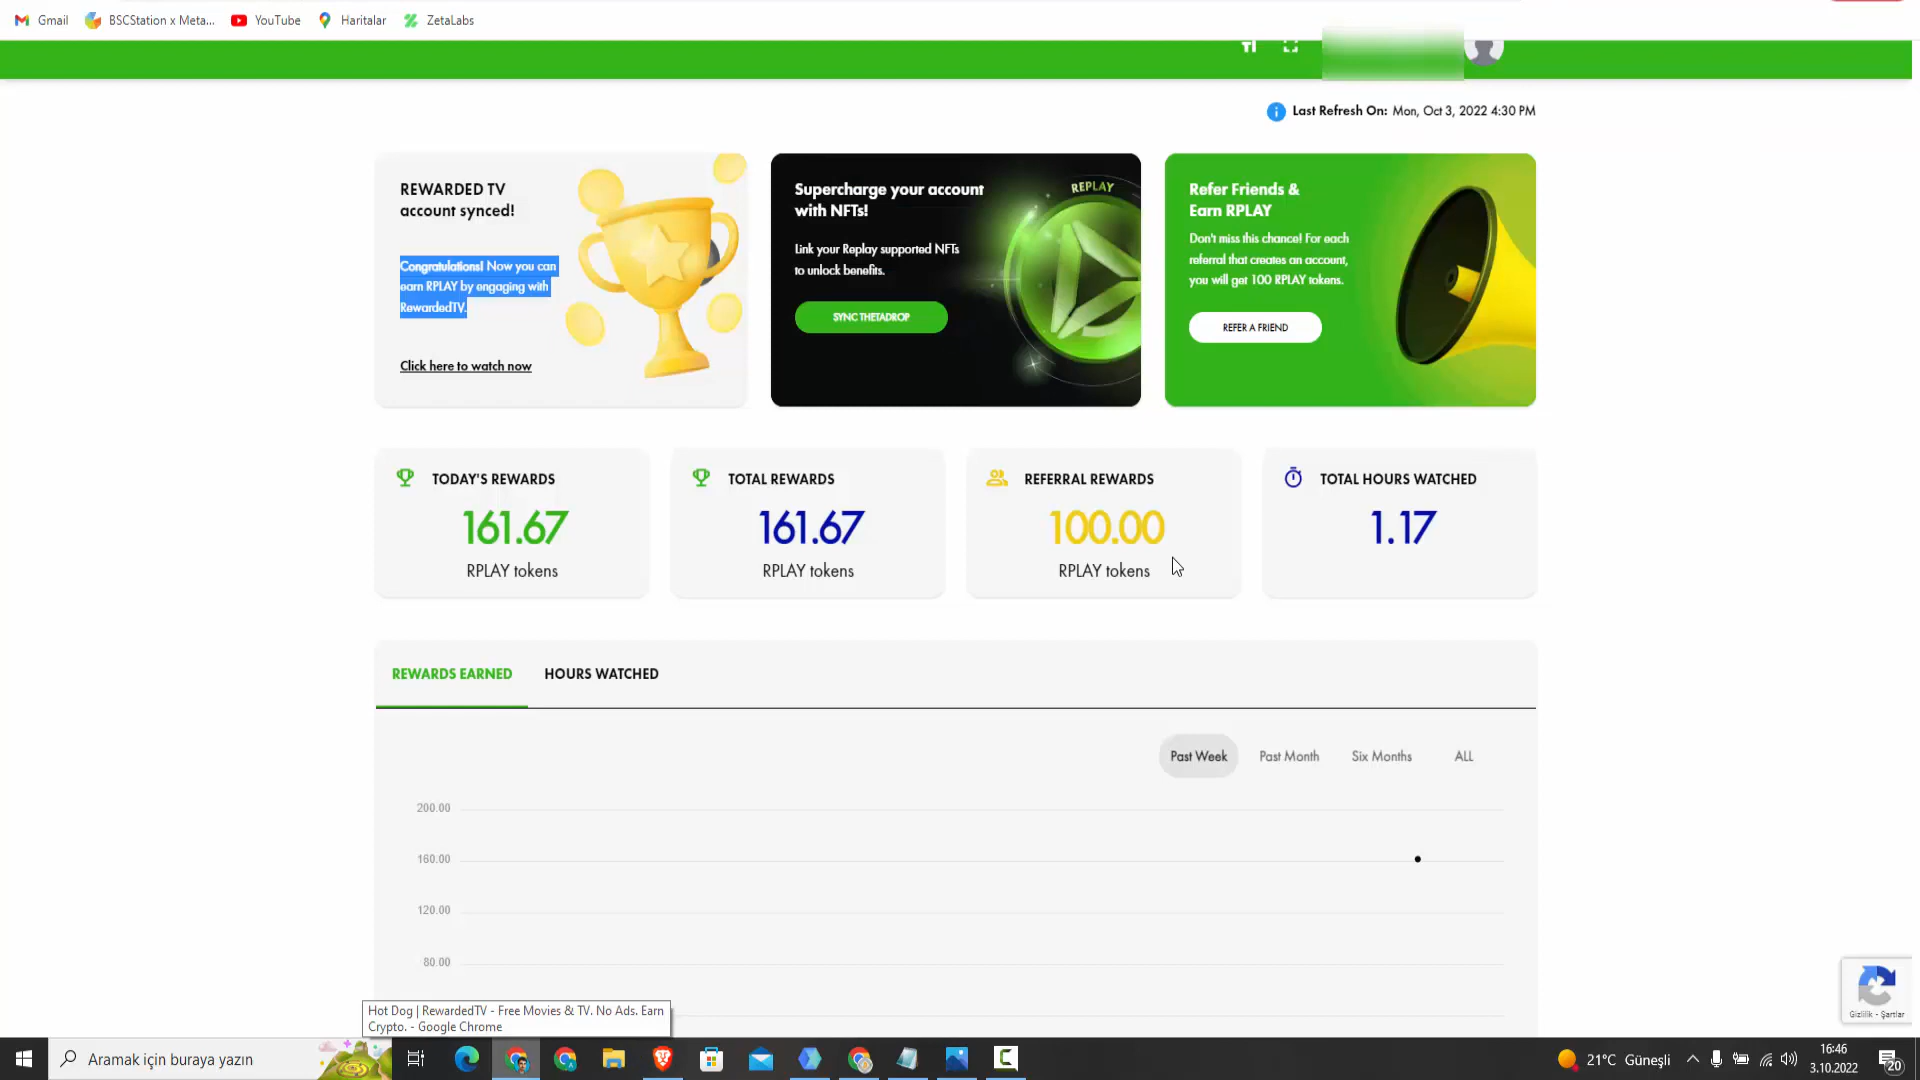 Gmail
BSCStation x Meta...
YouTube
Haritalar
ZetaLabs
Last Refresh On: Mon, Oct 3, 2022 4:30 PM
REWARDED TV
account synced!
Congratulations! Now you can
earn RPLAY by engaging with
RewardedTV.
Click here to watch now
Supercharge your account
with NFTs!
Link your Replay supported NFTs
to unlock benefits.
SYNC THETADROP
REPLAY
Refer Friends &
Earn RPLAY
Don't miss this chance! For each
referral that creates an account,
you will get 100 RPLAY tokens.
REFER A FRIEND
TODAY'S REWARDS
161.67
RPLAY tokens
TOTAL REWARDS
161.67
RPLAY tokens
REFERRAL REWARDS
100.00
RPLAY tokens
TOTAL HOURS WATCHED
1.17
REWARDS EARNED
HOURS WATCHED
Past Week
Past Month
Six Months
ALL
200.00
160.00
120.00
80.00
Gizlilik - Şartlar
Hot Dog | RewardedTV - Free Movies & TV. No Ads. Earn
Crypto. - Google Chrome
Aramak için buraya yazın
21°C Güneşli
16:46
3.10.2022
20